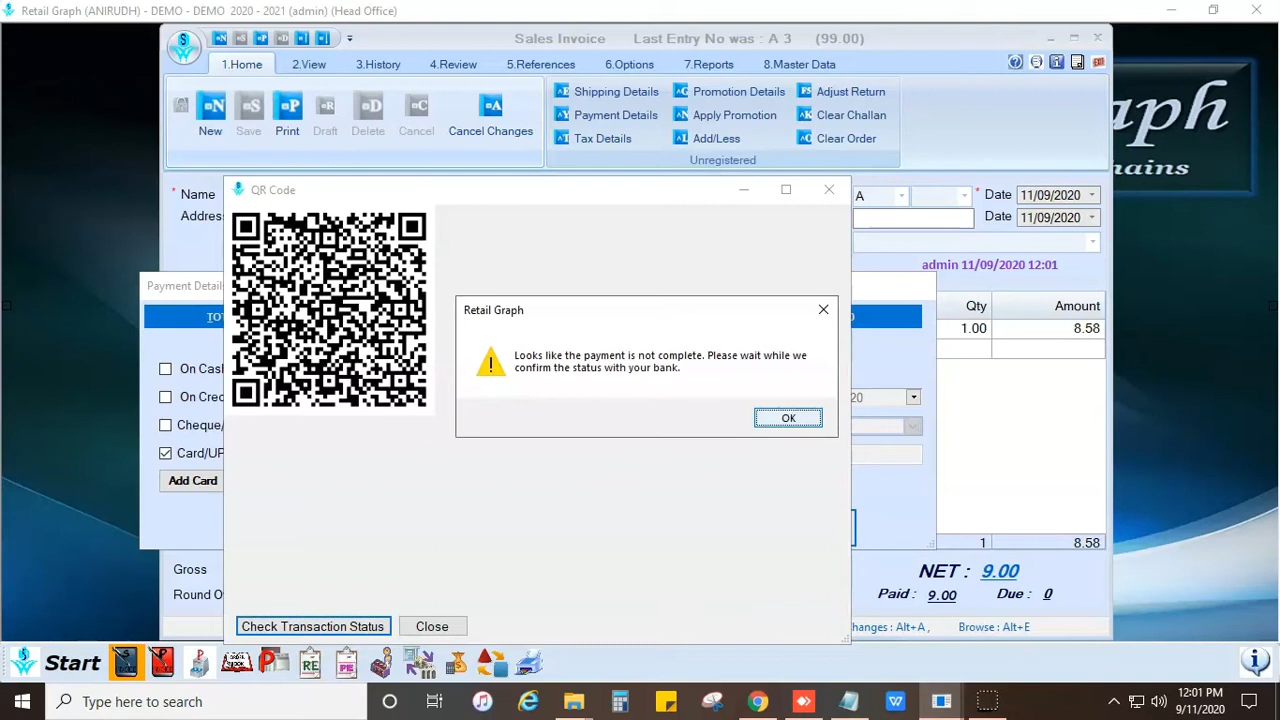 Retail Graph (ANIRUDH) - DEMO - DEMO 2020 - 2021 (admin) (Head Office)
Sales Invoice Last Entry No was : A 3 (99.00)
1.Home 2.View 3.History 4.Review 5.References 6.Options 7.Reports 8.Master Data
New Save Print Draft Delete Cancel Cancel Changes
Shipping Details Promotion Details Adjust Return
Payment Details Apply Promotion Clear Challan
Tax Details Add/Less Clear Order
Unregistered
* Name A * Date 11/09/2020
Addres Date 11/09/2020
QR Code
admin 11/09/2020 12:01
Payment Detail
TO
Qty Amount
1.00 8.58
On Cas
On Cre
Cheque/
Card/UP
Add Card
20
Retail Graph
Looks like the payment is not complete. Please wait while we
confirm the status with your bank.
OK
1 8.58
Gross NET : 9.00
Round O Paid : 9.00 Due : 0
Check Transaction Status Close
hanges : Alt+A , Browse : Alt+E
Start
Type here to search
12:01 PM
9/11/2020
aph
hains